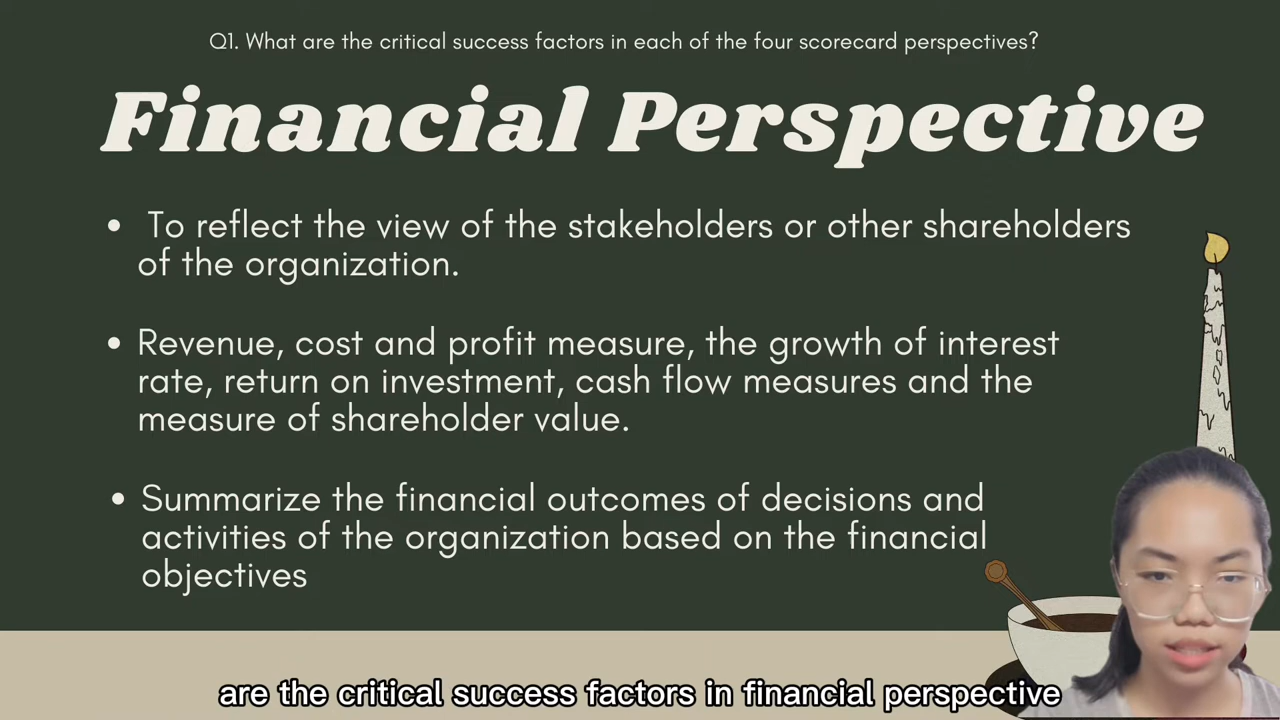 Q1. What are the critical success factors in each of the four scorecard perspectives?
Financial Perspective
• To reflect the view of the stakeholders or other shareholders
of the organization.
• Revenue, cost and profit measure, the growth of interest
rate, return on investment, cash flow measures and the
measure of shareholder value.
• Summarize the financial outcomes of decisions and
activities of the organization based on the financial
objectives
are the critical success factors in financial perspective